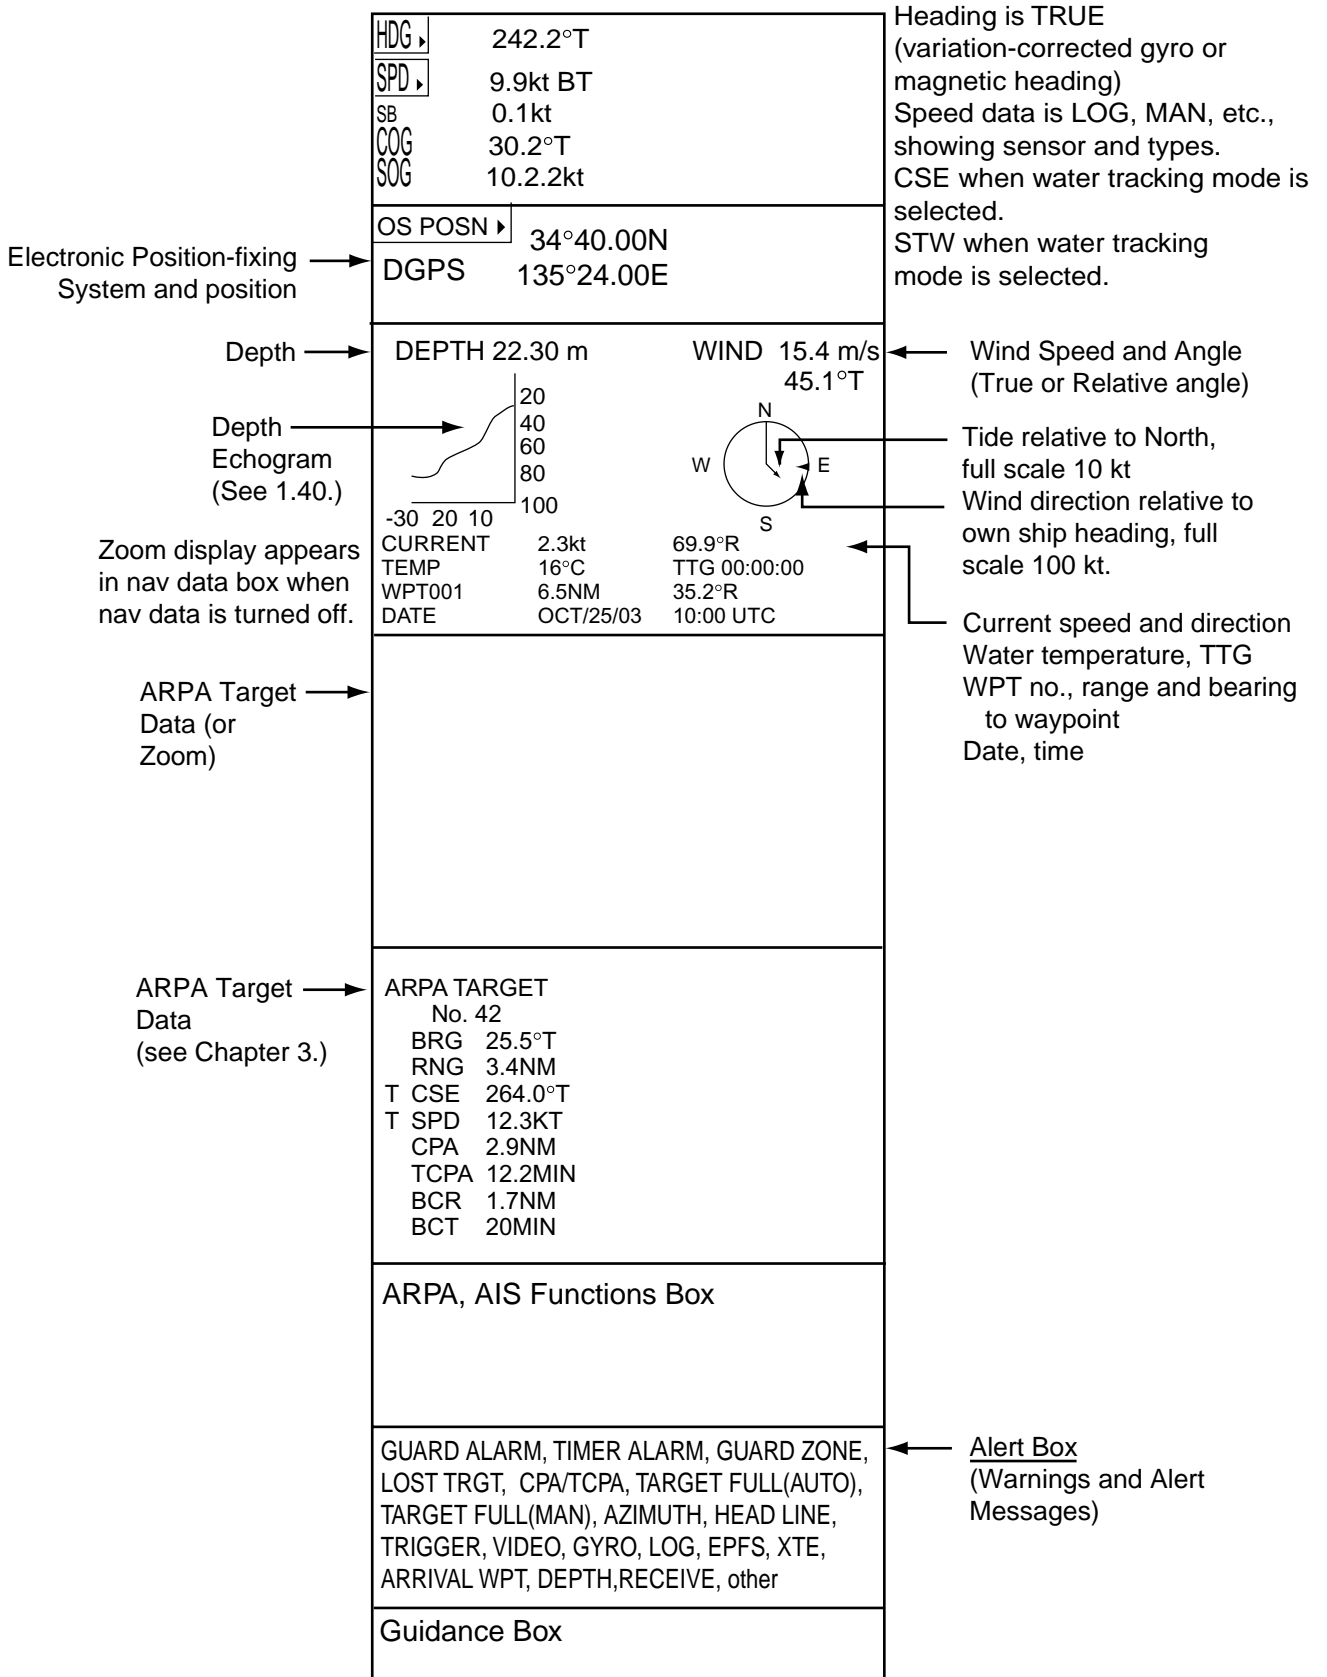 HDG ▸ 242.2°T
SPD ▸ 9.9kt BT
SB 0.1kt
COG 30.2°T
SOG 10.2.2kt
Heading is TRUE
(variation-corrected gyro or
magnetic heading)
Speed data is LOG, MAN, etc.,
showing sensor and types.
CSE when water tracking mode is
selected.
STW when water tracking
mode is selected.
Electronic Position-fixing
System and position
OS POSN ▸ 34°40.00N
DGPS 135°24.00E
Depth
DEPTH 22.30 m
WIND 15.4 m/s
45.1°T
Wind Speed and Angle
(True or Relative angle)
Depth
Echogram
(See 1.40.)
20
40
60
80
100
-30 20 10
N
W E
S
Tide relative to North,
full scale 10 kt
Wind direction relative to
own ship heading, full
scale 100 kt.
Zoom display appears
in nav data box when
nav data is turned off.
CURRENT 2.3kt 69.9°R
TEMP 16°C TTG 00:00:00
WPT001 6.5NM 35.2°R
DATE OCT/25/03 10:00 UTC
Current speed and direction
Water temperature, TTG
WPT no., range and bearing
to waypoint
Date, time
ARPA Target
Data (or
Zoom)
ARPA Target
Data
(see Chapter 3.)
ARPA TARGET
No. 42
BRG 25.5°T
RNG 3.4NM
T CSE 264.0°T
T SPD 12.3KT
CPA 2.9NM
TCPA 12.2MIN
BCR 1.7NM
BCT 20MIN
ARPA, AIS Functions Box
GUARD ALARM, TIMER ALARM, GUARD ZONE,
LOST TRGT, CPA/TCPA, TARGET FULL(AUTO),
TARGET FULL(MAN), AZIMUTH, HEAD LINE,
TRIGGER, VIDEO, GYRO, LOG, EPFS, XTE,
ARRIVAL WPT, DEPTH,RECEIVE, other
Alert Box
(Warnings and Alert
Messages)
Guidance Box